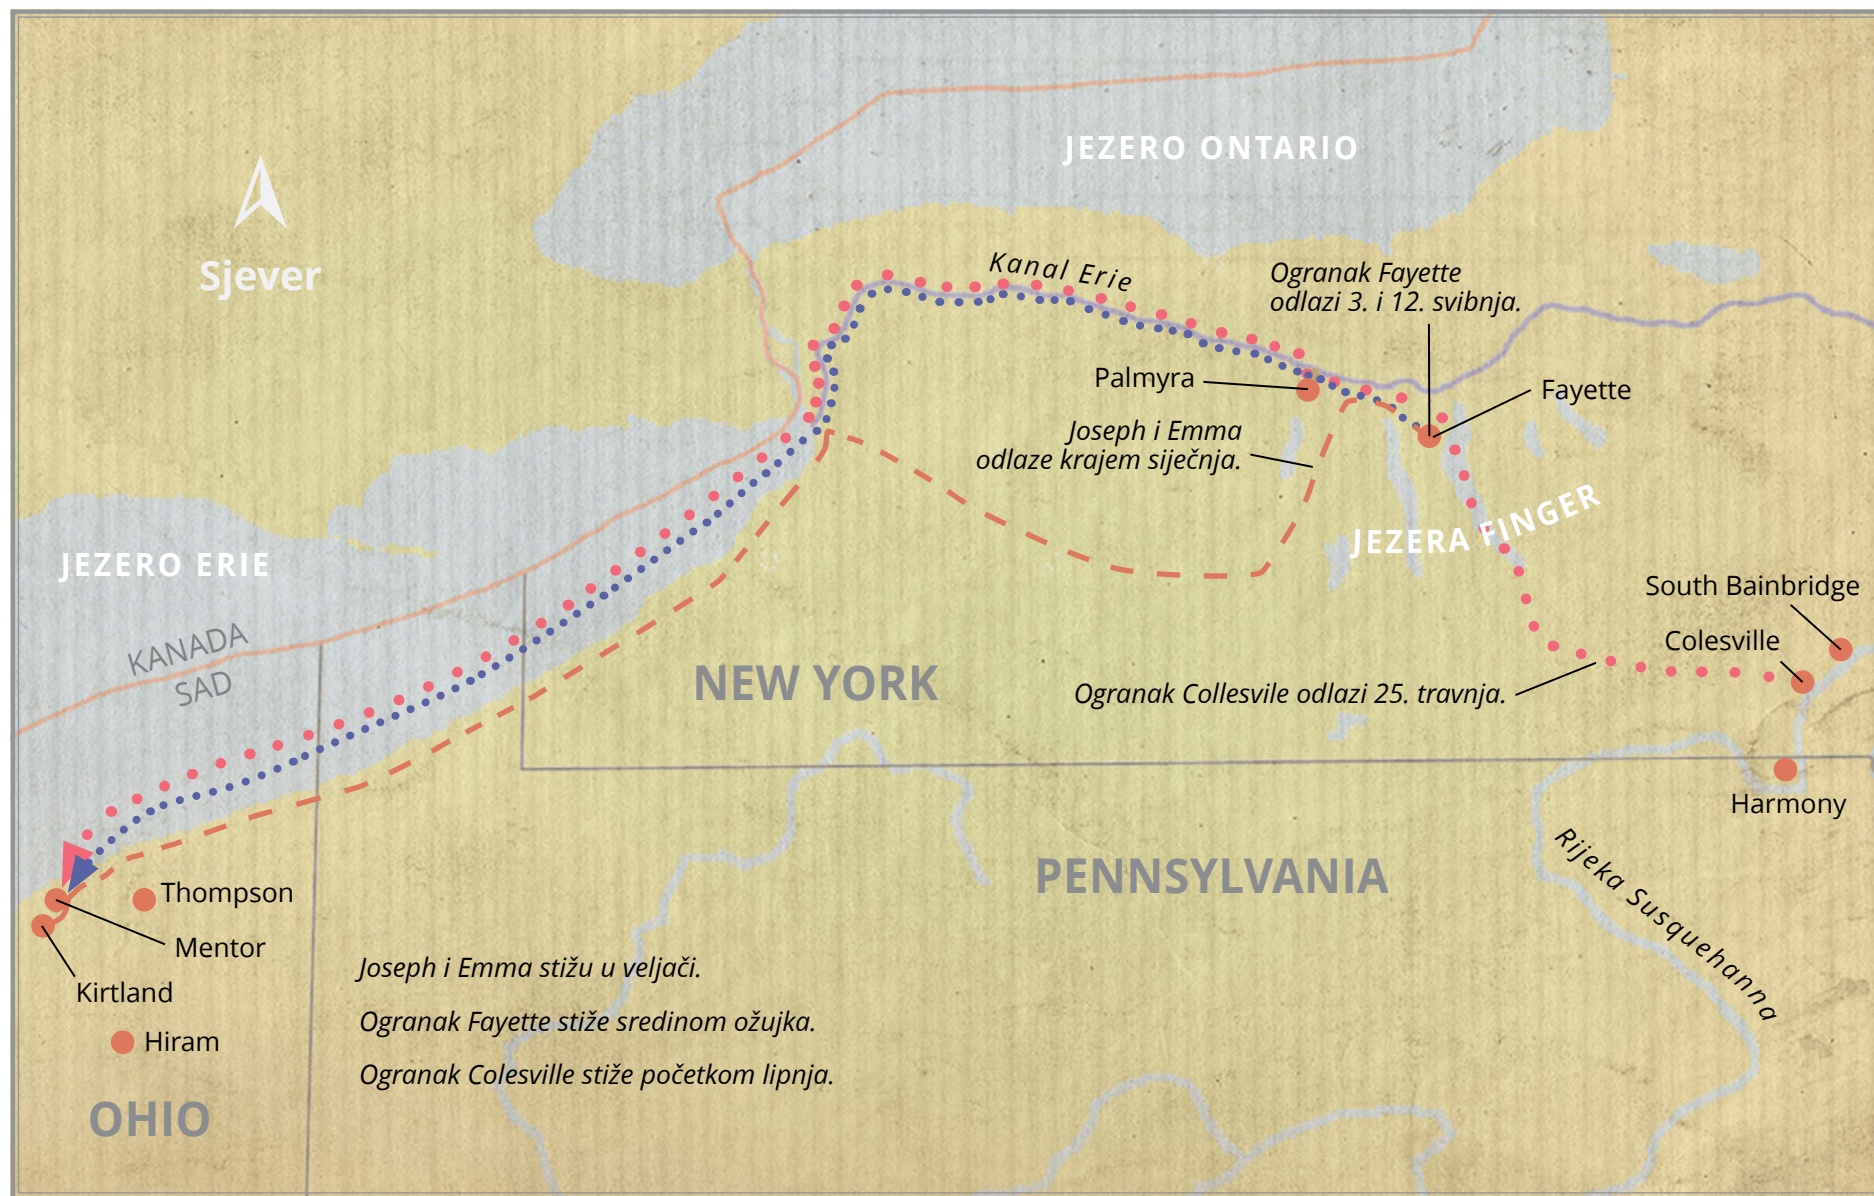 JEZERO ONTARIO
Sjever
Kanal Erie
Ogranak Fayette
odlazi 3. i 12. svibnja.
Palmyra
Fayette
Joseph i Emma
odlaze krajem siječnja.
JEZERA FINGER
JEZERO ERIE
South Bainbridge
KANADA
SAD
Colesville
NEW YORK
Ogranak Collesvile odlazi 25. travnja.
Harmony
PENNSYLVANIA
Rijeka Susquehanna
Thompson
Mentor
Kirtland
Joseph i Emma stižu u veljači.
Ogranak Fayette stiže sredinom ožujka.
Hiram
Ogranak Colesville stiže početkom lipnja.
OHIO